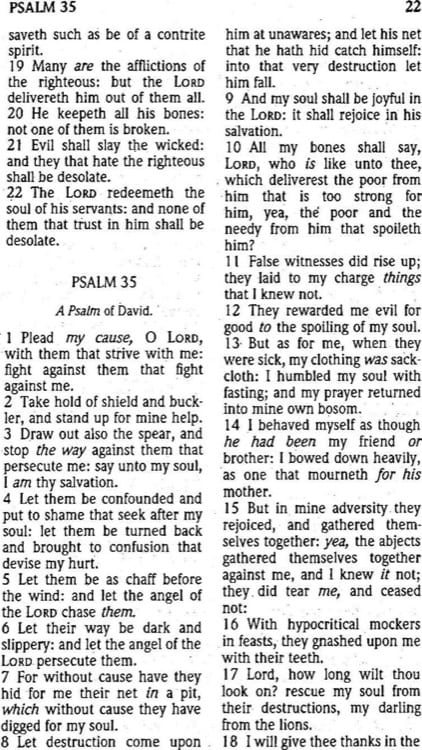 PSALM 35
22
saveth such as be of a contrite
spirit.
19 Many are the afflictions of
the righteous: but the LORD
delivereth him out of them all.
20 He keepeth all his bones:
not one of them is broken.
21 Evil shall slay the wicked:
and they that hate the righteous
shall be desolate.
22 The LORD redeemeth the
soul of his servants: and none of
them that trust in him shall be
desolate.
PSALM 35
A Psalm of David.
1 Plead my cause, O LORD,
with them that strive with me:
fight against them that fight
against me.
2 Take hold of shield and buck-
ler, and stand up for mine help.
3 Draw out also the spear, and
stop the way against them that
persecute me: say unto my soul,
I am thy salvation.
4 Let them be confounded and
put to shame that seek after my
soul: let them be turned back
and brought to confusion that
devise my hurt.
5 Let them be as chaff before
the wind: and let the angel of
the LORD chase them.
6 Let their way be dark and
slippery: and let the angel of the
LORD persecute them.
7 For without cause have they
hid for me their net in a pit,
which without cause they have
digged for my soul.
8 Let destruction come upon
him at unawares; and let his net
that he hath hid catch himself:
into that very destruction let
him fall.
9 And my soul shall be joyful in
the LORD: it shall rejoice in his
salvation.
10 All my bones shall say,
LORD, who is like unto thee,
which deliverest the poor from
him that is too strong for
him, yea, the poor and the
needy from him that spoileth
him?
11 False witnesses did rise up;
they laid to my charge things
that I knew not.
12 They rewarded me evil for
good to the spoiling of my soul.
13 But as for me, when they
were sick, my clothing was sack-
cloth: I humbled my soul with
fasting; and my prayer returned
into mine own bosom.
14 I behaved myself as though
he had been my friend or
brother: I bowed down heavily,
as one that mourneth for his
mother.
15 But in mine adversity they
rejoiced, and gathered them-
selves together: yea, the abjects
gathered themselves together
against me, and I knew it not;
they did tear me, and ceased
not:
16 With hypocritical mockers
in feasts, they gnashed upon me
with their teeth.
17 Lord, how long wilt thou
look on? rescue my soul from
their destructions, my darling
from the lions.
18 I will give thee thanks in the